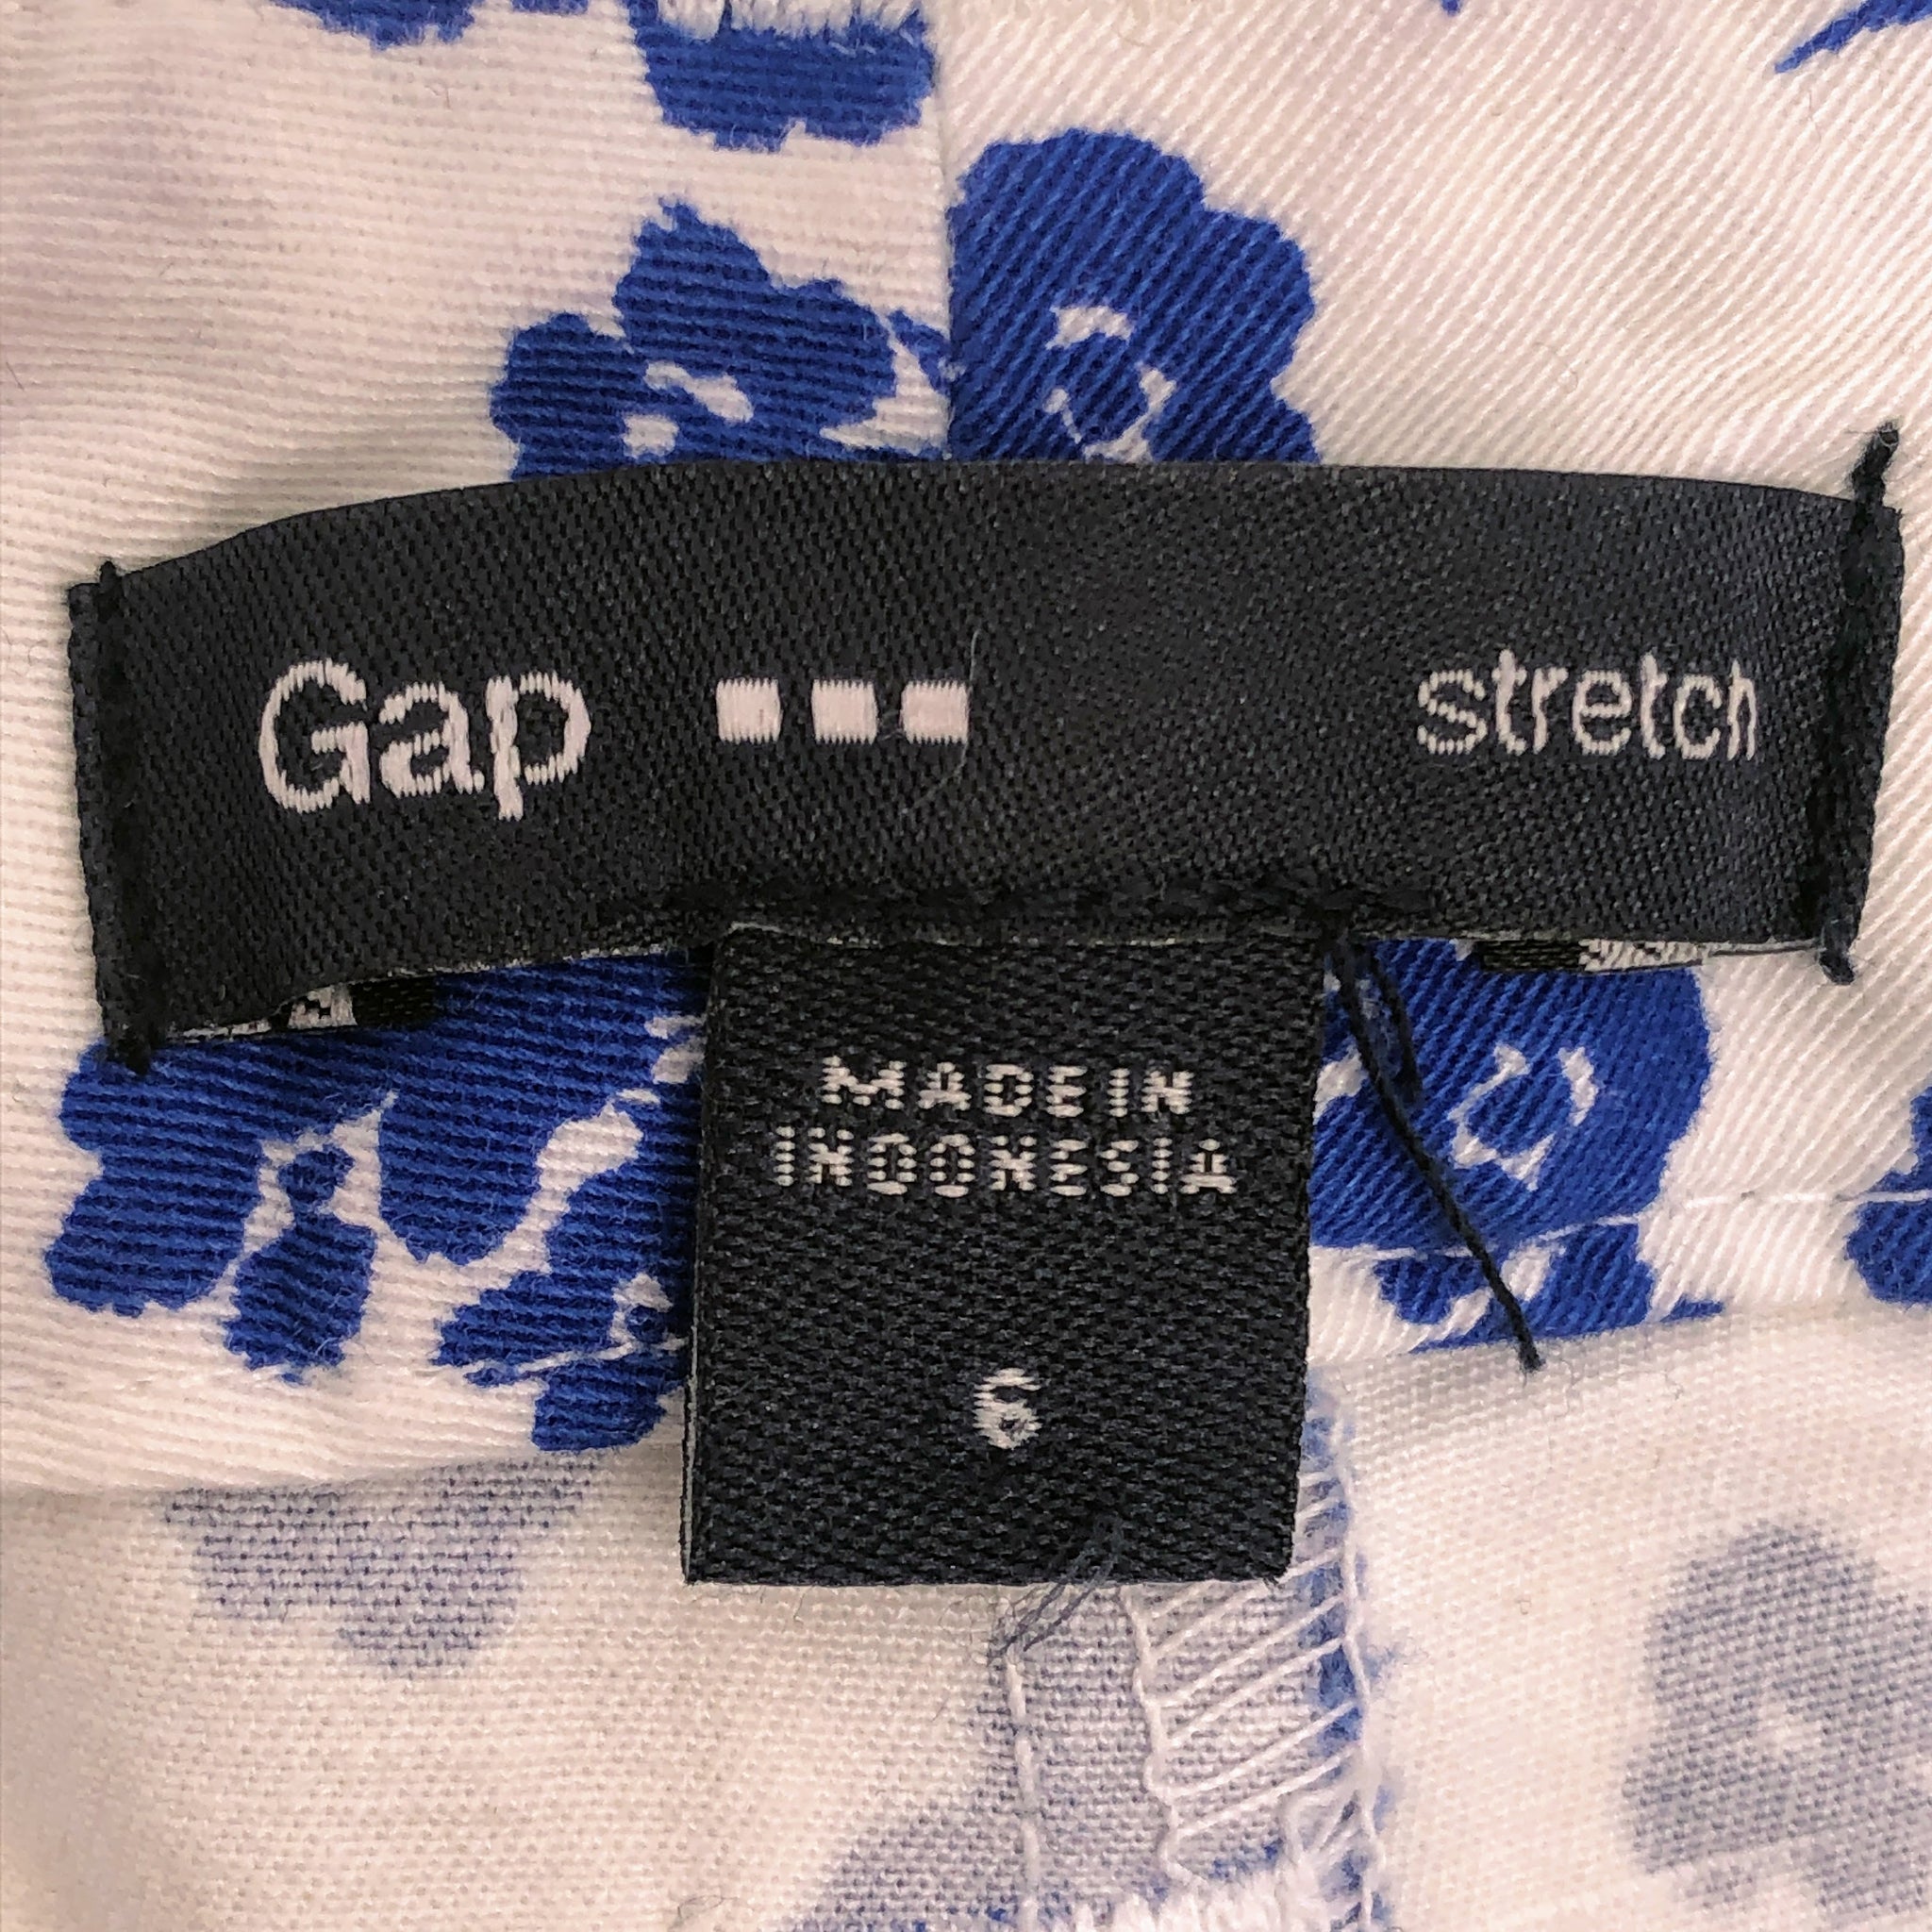 Gap stretch
MADE IN
INDONESIA
6